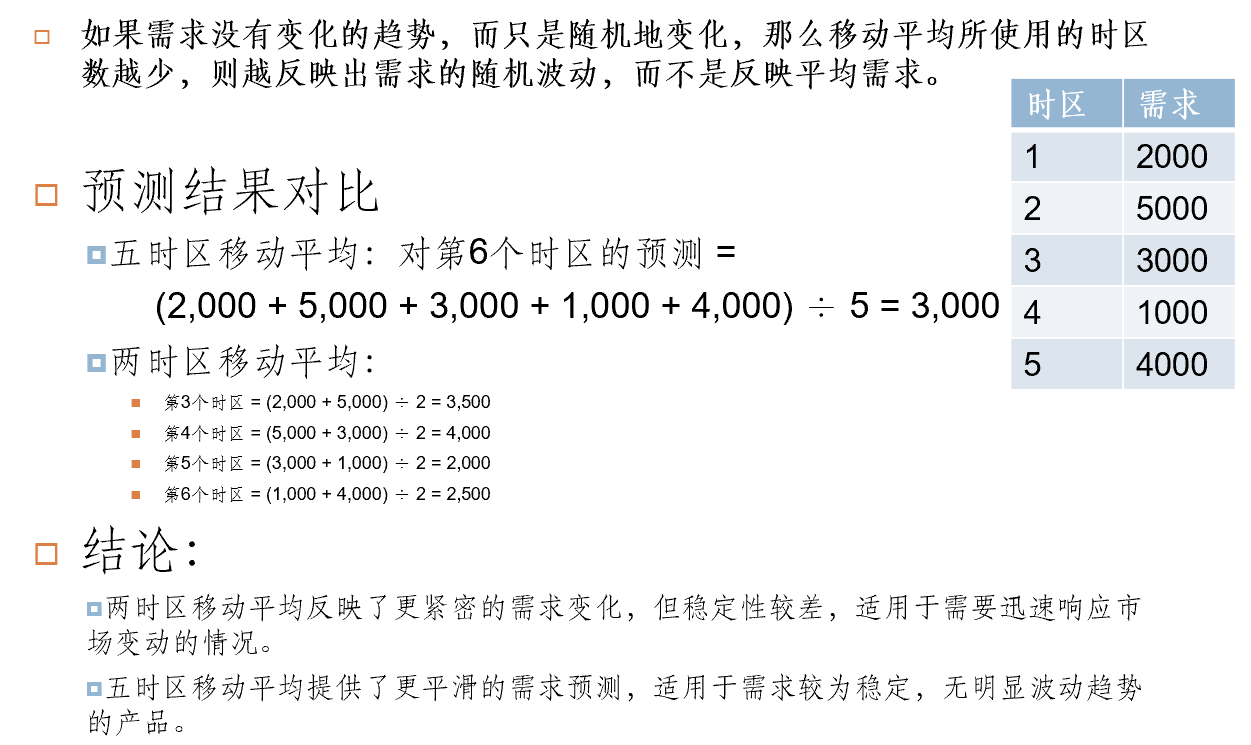 如果需求没有变化的趋势，而只是随机地变化，那么移动平均所使用的时区
数越少，则越反映出需求的随机波动，而不是反映平均需求。
时区 需求
1 2000
2 5000
3 3000
4 1000
5 4000
预测结果对比
五时区移动平均：对第6个时区的预测 =
(2,000 + 5,000 + 3,000 + 1,000 + 4,000) ÷ 5 = 3,000
两时区移动平均：
第3个时区 = (2,000 + 5,000) ÷ 2 = 3,500
第4个时区 = (5,000 + 3,000) ÷ 2 = 4,000
第5个时区 = (3,000 + 1,000) ÷ 2 = 2,000
第6个时区 = (1,000 + 4,000) ÷ 2 = 2,500
结论：
两时区移动平均反映了更紧密的需求变化，但稳定性较差，适用于需要迅速响应市
场变动的情况。
五时区移动平均提供了更平滑的需求预测，适用于需求较为稳定，无明显波动趋势
的产品。